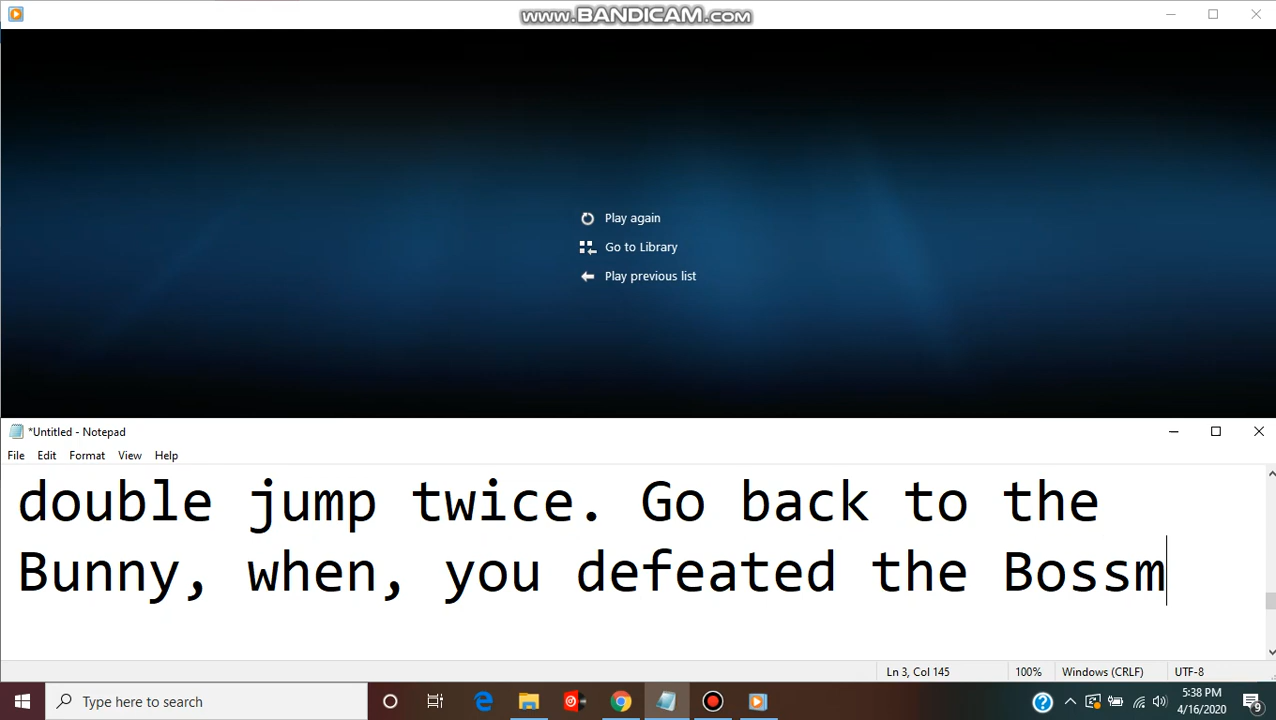 www.BANDICAM.com
Play again
Go to Library
Play previous list
*Untitled - Notepad
File Edit Format View Help
double jump twice. Go back to the
Bunny, when, you defeated the Bossm
Ln 3, Col 145 100% Windows (CRLF) UTF-8
Type here to search
5:38 PM
4/16/2020
9